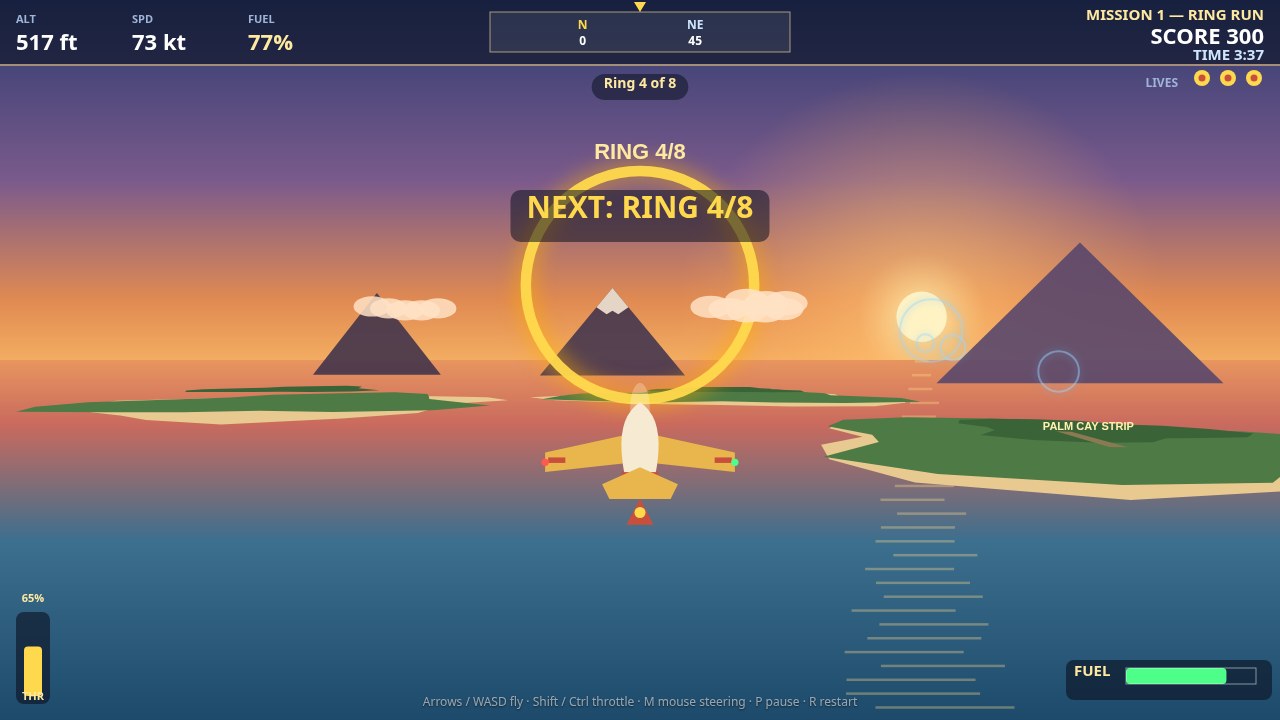 ALT
517 ft
SPD
73 kt
FUEL
77%
N
0
NE
45
MISSION 1 — RING RUN
SCORE 300
TIME 3:37
LIVES
Ring 4 of 8
RING 4/8
NEXT: RING 4/8
PALM CAY STRIP
65%
THR
FUEL
Arrows / WASD fly · Shift / Ctrl throttle · M mouse steering · P pause · R restart